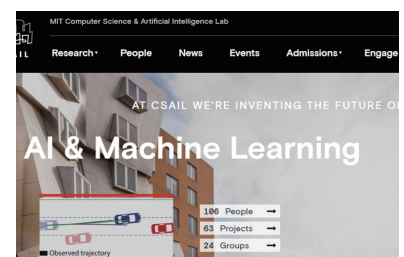 MIT Computer Science & Artificial Intelligence Lab
Research People News Events Admissions Engage
AT CSAIL WE'RE INVENTING THE FUTURE
AI & Machine Learning
106 People →
63 Projects →
24 Groups →
Observed trajectory